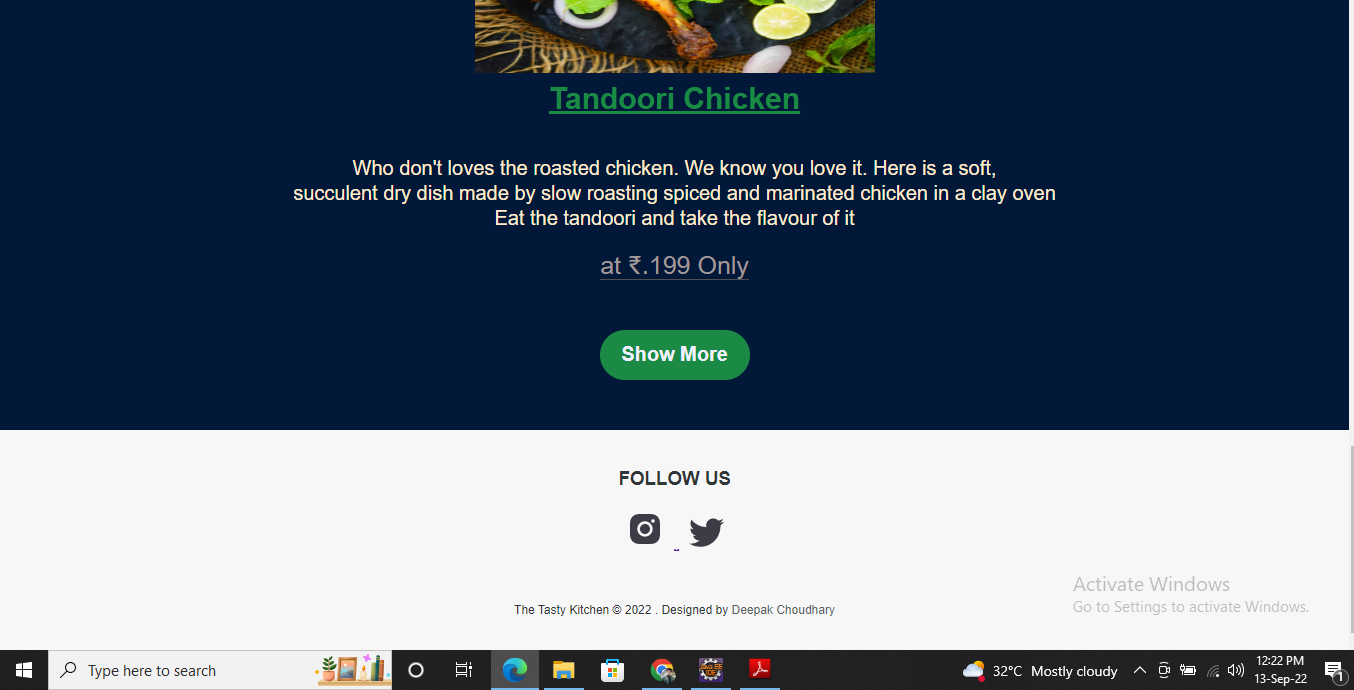 Tandoori Chicken
Who don't loves the roasted chicken. We know you love it. Here is a soft,
succulent dry dish made by slow roasting spiced and marinated chicken in a clay oven
Eat the tandoori and take the flavour of it
at ₹.199 Only
Show More
FOLLOW US
The Tasty Kitchen © 2022 . Designed by Deepak Choudhary
Activate Windows
Go to Settings to activate Windows.
Type here to search
32°C Mostly cloudy
12:22 PM
13-Sep-22
1